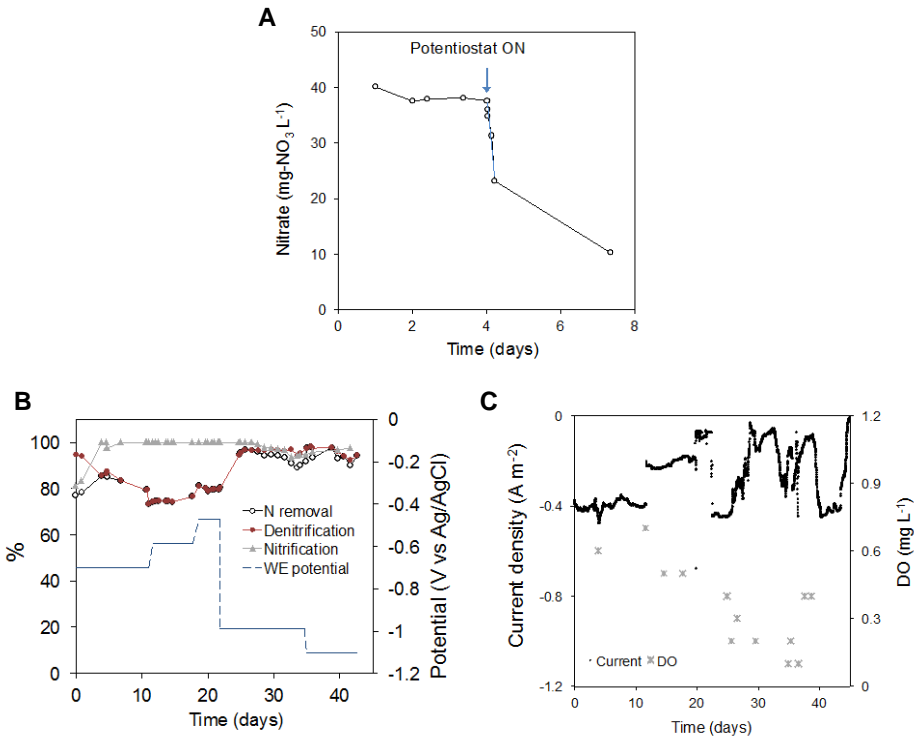 A
Potentiostat ON
Nitrate (mg-NO3 L-1)
50
40
30
20
10
0
0 2 4 6 8
Time (days)
B
%
100
80
60
40
20
0
N removal
Denitrification
Nitrification
WE potential
0
-0.2
-0.4
-0.6
-0.7
-0.8
-1
-1.2
Potential (V vs Ag/AgCl)
0 10 20 30 40
Time (days)
C
Current density (A m-2)
0
-0.4
-0.8
-1.2
Current DO
1.2
0.9
0.6
0.3
0
DO (mg L-1)
0 10 20 30 40
Time (days)